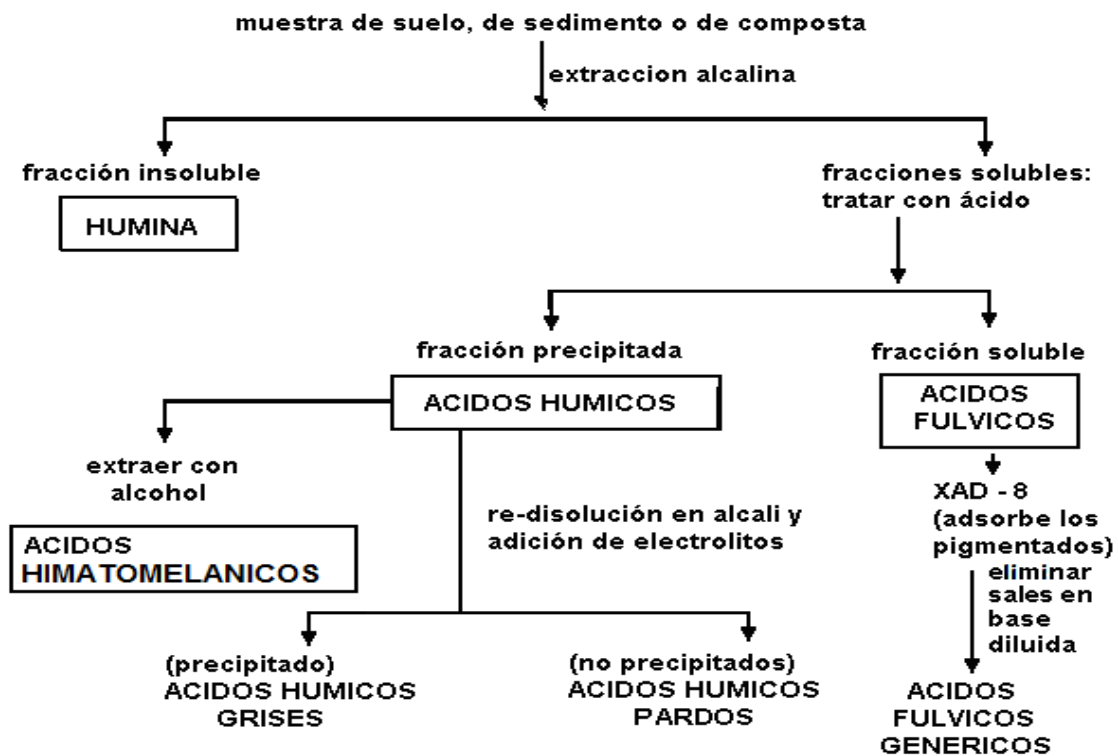 muestra de suelo, de sedimento o de composta
extraccion alcalina
fracción insoluble
HUMINA
fracciones solubles:
tratar con ácido
fracción precipitada
ACIDOS HUMICOS
fracción soluble
ACIDOS
FULVICOS
extraer con
alcohol
ACIDOS
HIMATOMELANICOS
re-disolución en alcali y
adición de electrolitos
XAD - 8
(adsorbe los
pigmentados)
eliminar
sales en
base
diluida
(precipitado)
ACIDOS HUMICOS
GRISES
(no precipitados)
ACIDOS HUMICOS
PARDOS
ACIDOS
FULVICOS
GENERICOS